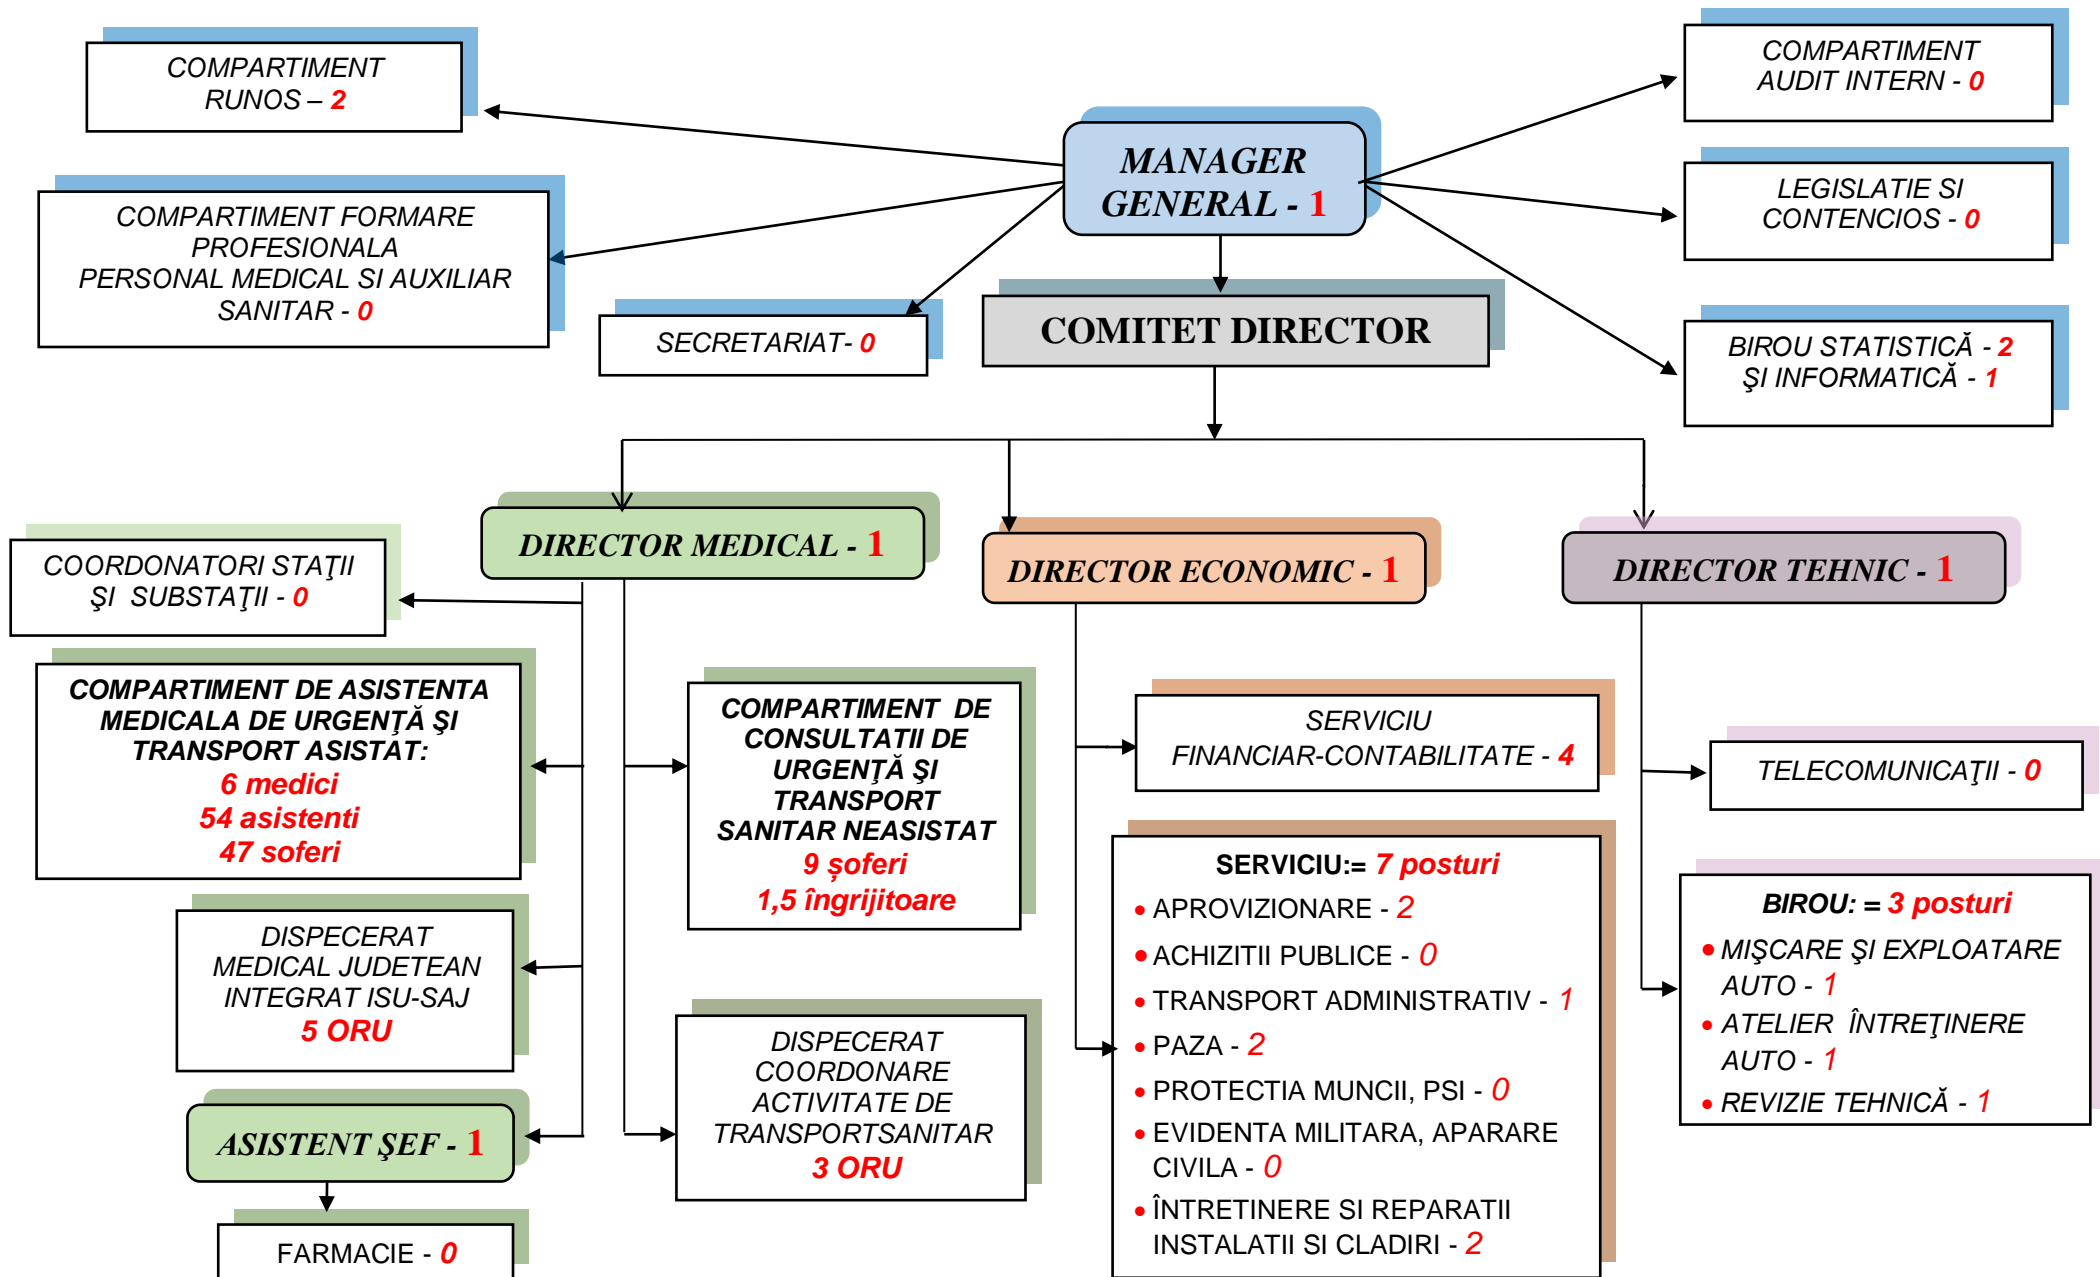 COMPARTIMENT
RUNOS – 2
COMPARTIMENT
AUDIT INTERN - 0
MANAGER
GENERAL - 1
LEGISLATIE SI
CONTENCIOS - 0
COMPARTIMENT FORMARE
PROFESIONALA
PERSONAL MEDICAL SI AUXILIAR
SANITAR - 0
SECRETARIAT- 0
COMITET DIRECTOR
BIROU STATISTICĂ - 2
ŞI INFORMATICĂ - 1
DIRECTOR MEDICAL - 1
DIRECTOR ECONOMIC - 1
DIRECTOR TEHNIC - 1
COORDONATORI STAŢII
ŞI SUBSTAŢII - 0
COMPARTIMENT DE ASISTENTA
MEDICALA DE URGENŢĂ ŞI
TRANSPORT ASISTAT:
6 medici
54 asistenti
47 soferi
COMPARTIMENT DE
CONSULTATII DE
URGENŢĂ ŞI
TRANSPORT
SANITAR NEASISTAT
9 șoferi
1,5 îngrijitoare
SERVICIU
FINANCIAR-CONTABILITATE - 4
TELECOMUNICAŢII - 0
DISPECERAT
MEDICAL JUDETEAN
INTEGRAT ISU-SAJ
5 ORU
DISPECERAT
COORDONARE
ACTIVITATE DE
TRANSPORTSANITAR
3 ORU
SERVICIU:= 7 posturi
• APROVIZIONARE - 2
• ACHIZITII PUBLICE - 0
• TRANSPORT ADMINISTRATIV - 1
• PAZA - 2
• PROTECTIA MUNCII, PSI - 0
• EVIDENTA MILITARA, APARARE
CIVILA - 0
• ÎNTRETINERE SI REPARATII
INSTALATII SI CLADIRI - 2
BIROU: = 3 posturi
• MIŞCARE ŞI EXPLOATARE
AUTO - 1
• ATELIER ÎNTREŢINERE
AUTO - 1
• REVIZIE TEHNICĂ - 1
ASISTENT ŞEF - 1
FARMACIE - 0